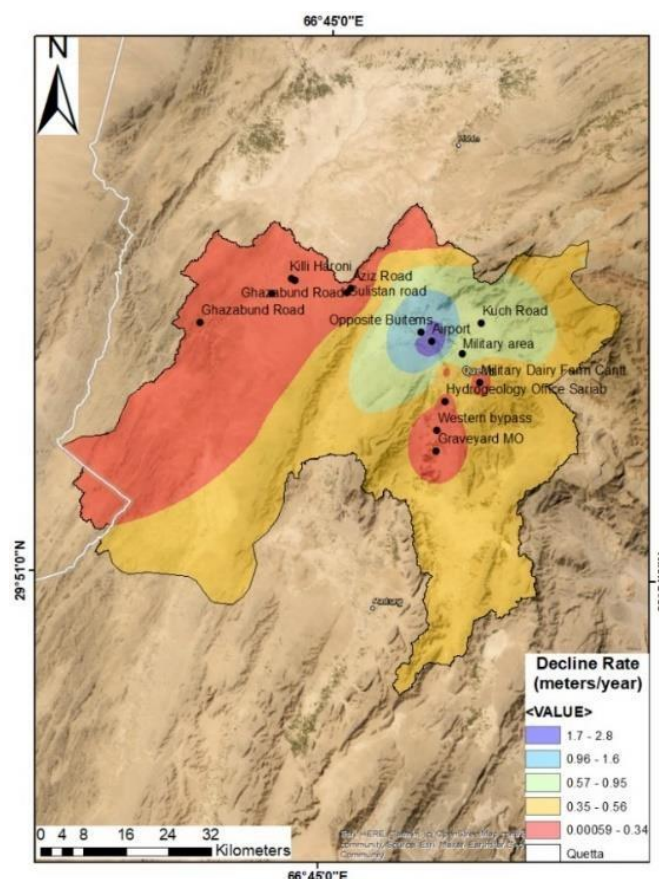 66°45'0"E
N
Killi Haroni
Aziz Road
Ghazabund Road
Gulistan road
Ghazabund Road
Kuch Road
Opposite Buitems
Airport
Military area
Military Dairy Farm Cantt
Hydrogeology Office Sariab
Western bypass
Graveyard MO
29°51'0"N
Decline Rate
(meters/year)
<VALUE>
1.7 - 2.8
0.96 - 1.6
0.57 - 0.95
0.35 - 0.56
0.00059 - 0.34
Quetta
0 4 8 16 24 32
Kilometers
Community
66°45'0"E